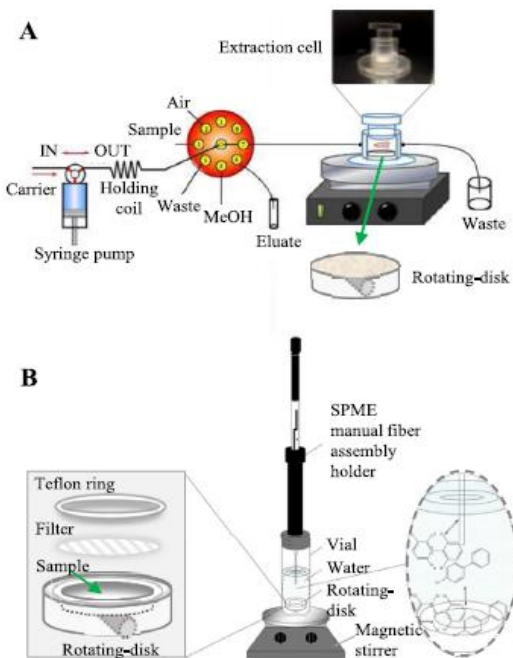 A
Extraction cell
Air
Sample
IN
OUT
Carrier
Holding
coil
Waste
MeOH
Eluate
Waste
Syringe pump
Rotating-disk
B
SPME
manual fiber
assembly
holder
Teflon ring
Filter
Sample
Rotating-disk
Vial
Water
Rotating-
disk
Magnetic
stirrer